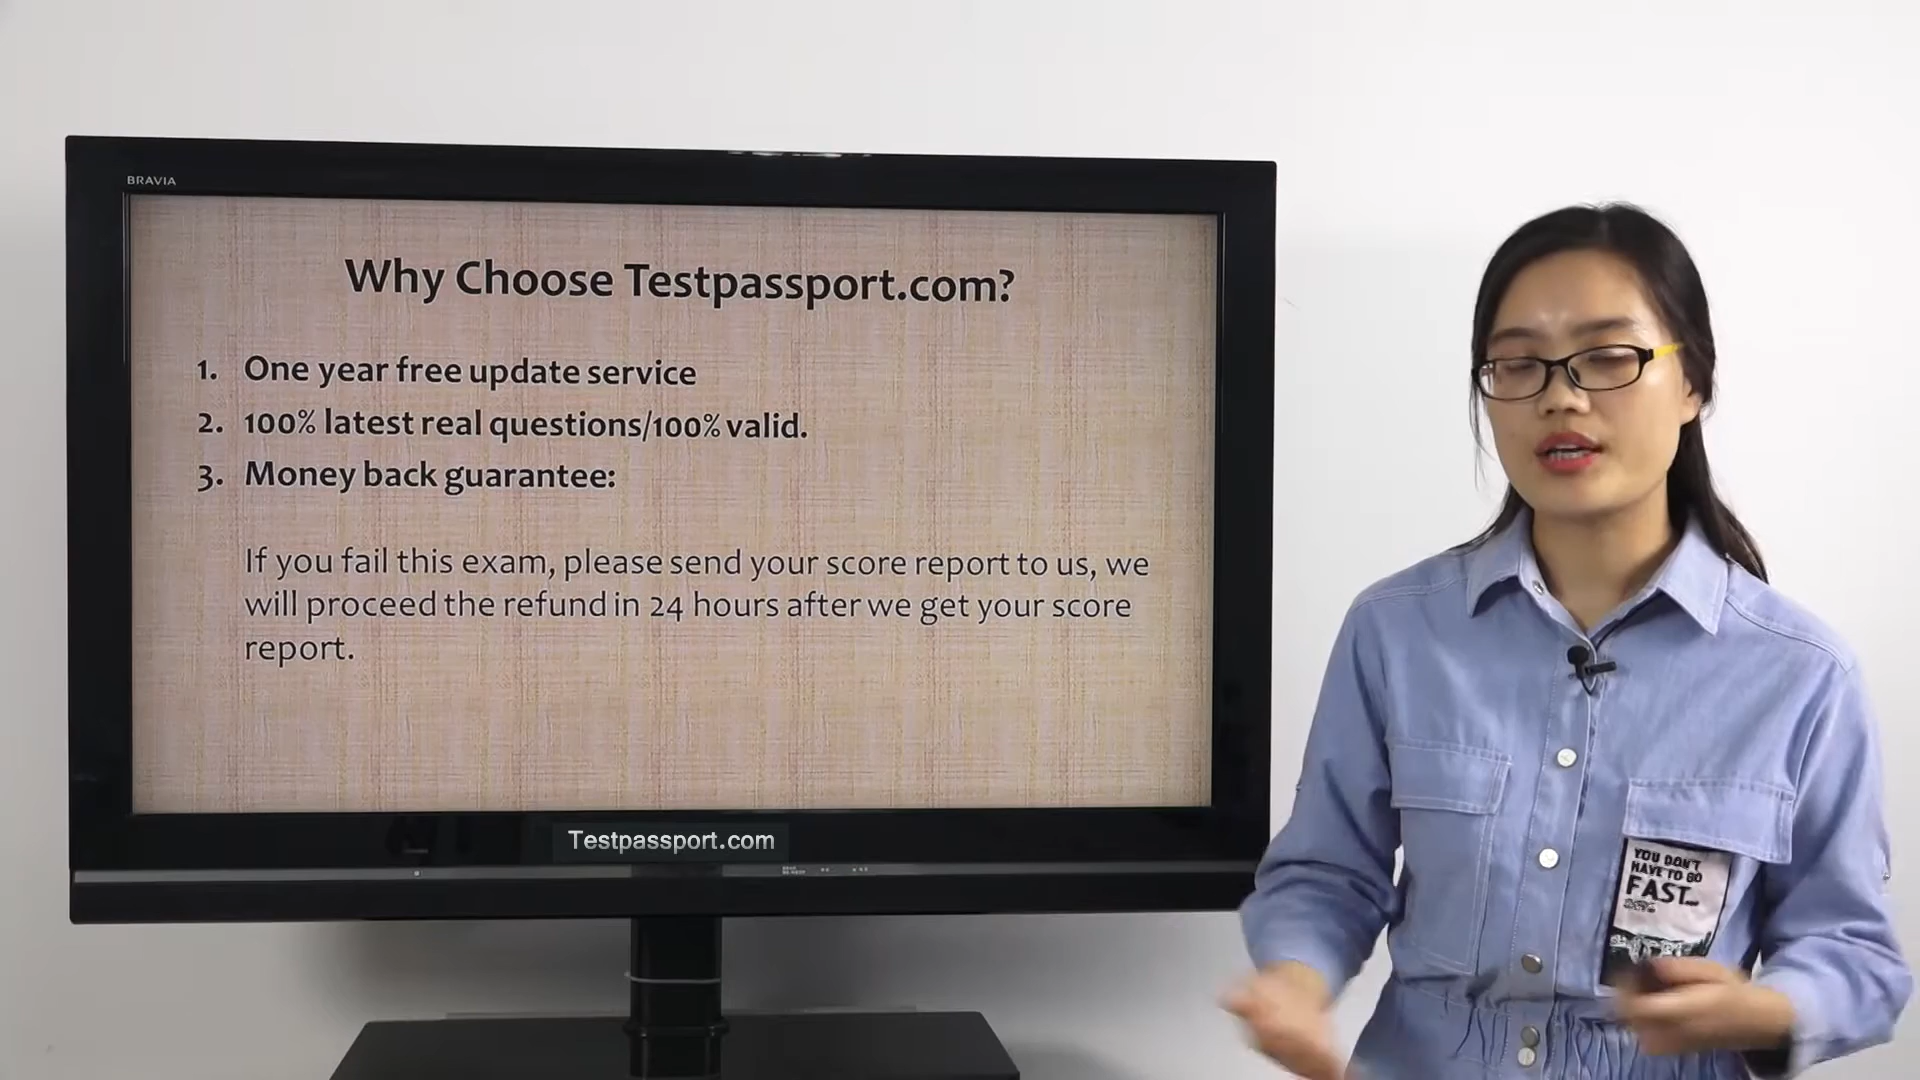 BRAVIA
Why Choose Testpassport.com?
1. One year free update service
2. 100% latest real questions/100% valid.
3. Money back guarantee:
If you fail this exam, please send your score report to us, we
will proceed the refund in 24 hours after we get your score
report.
Testpassport.com
YOU DON'T
HAVE TO GO
FAST...